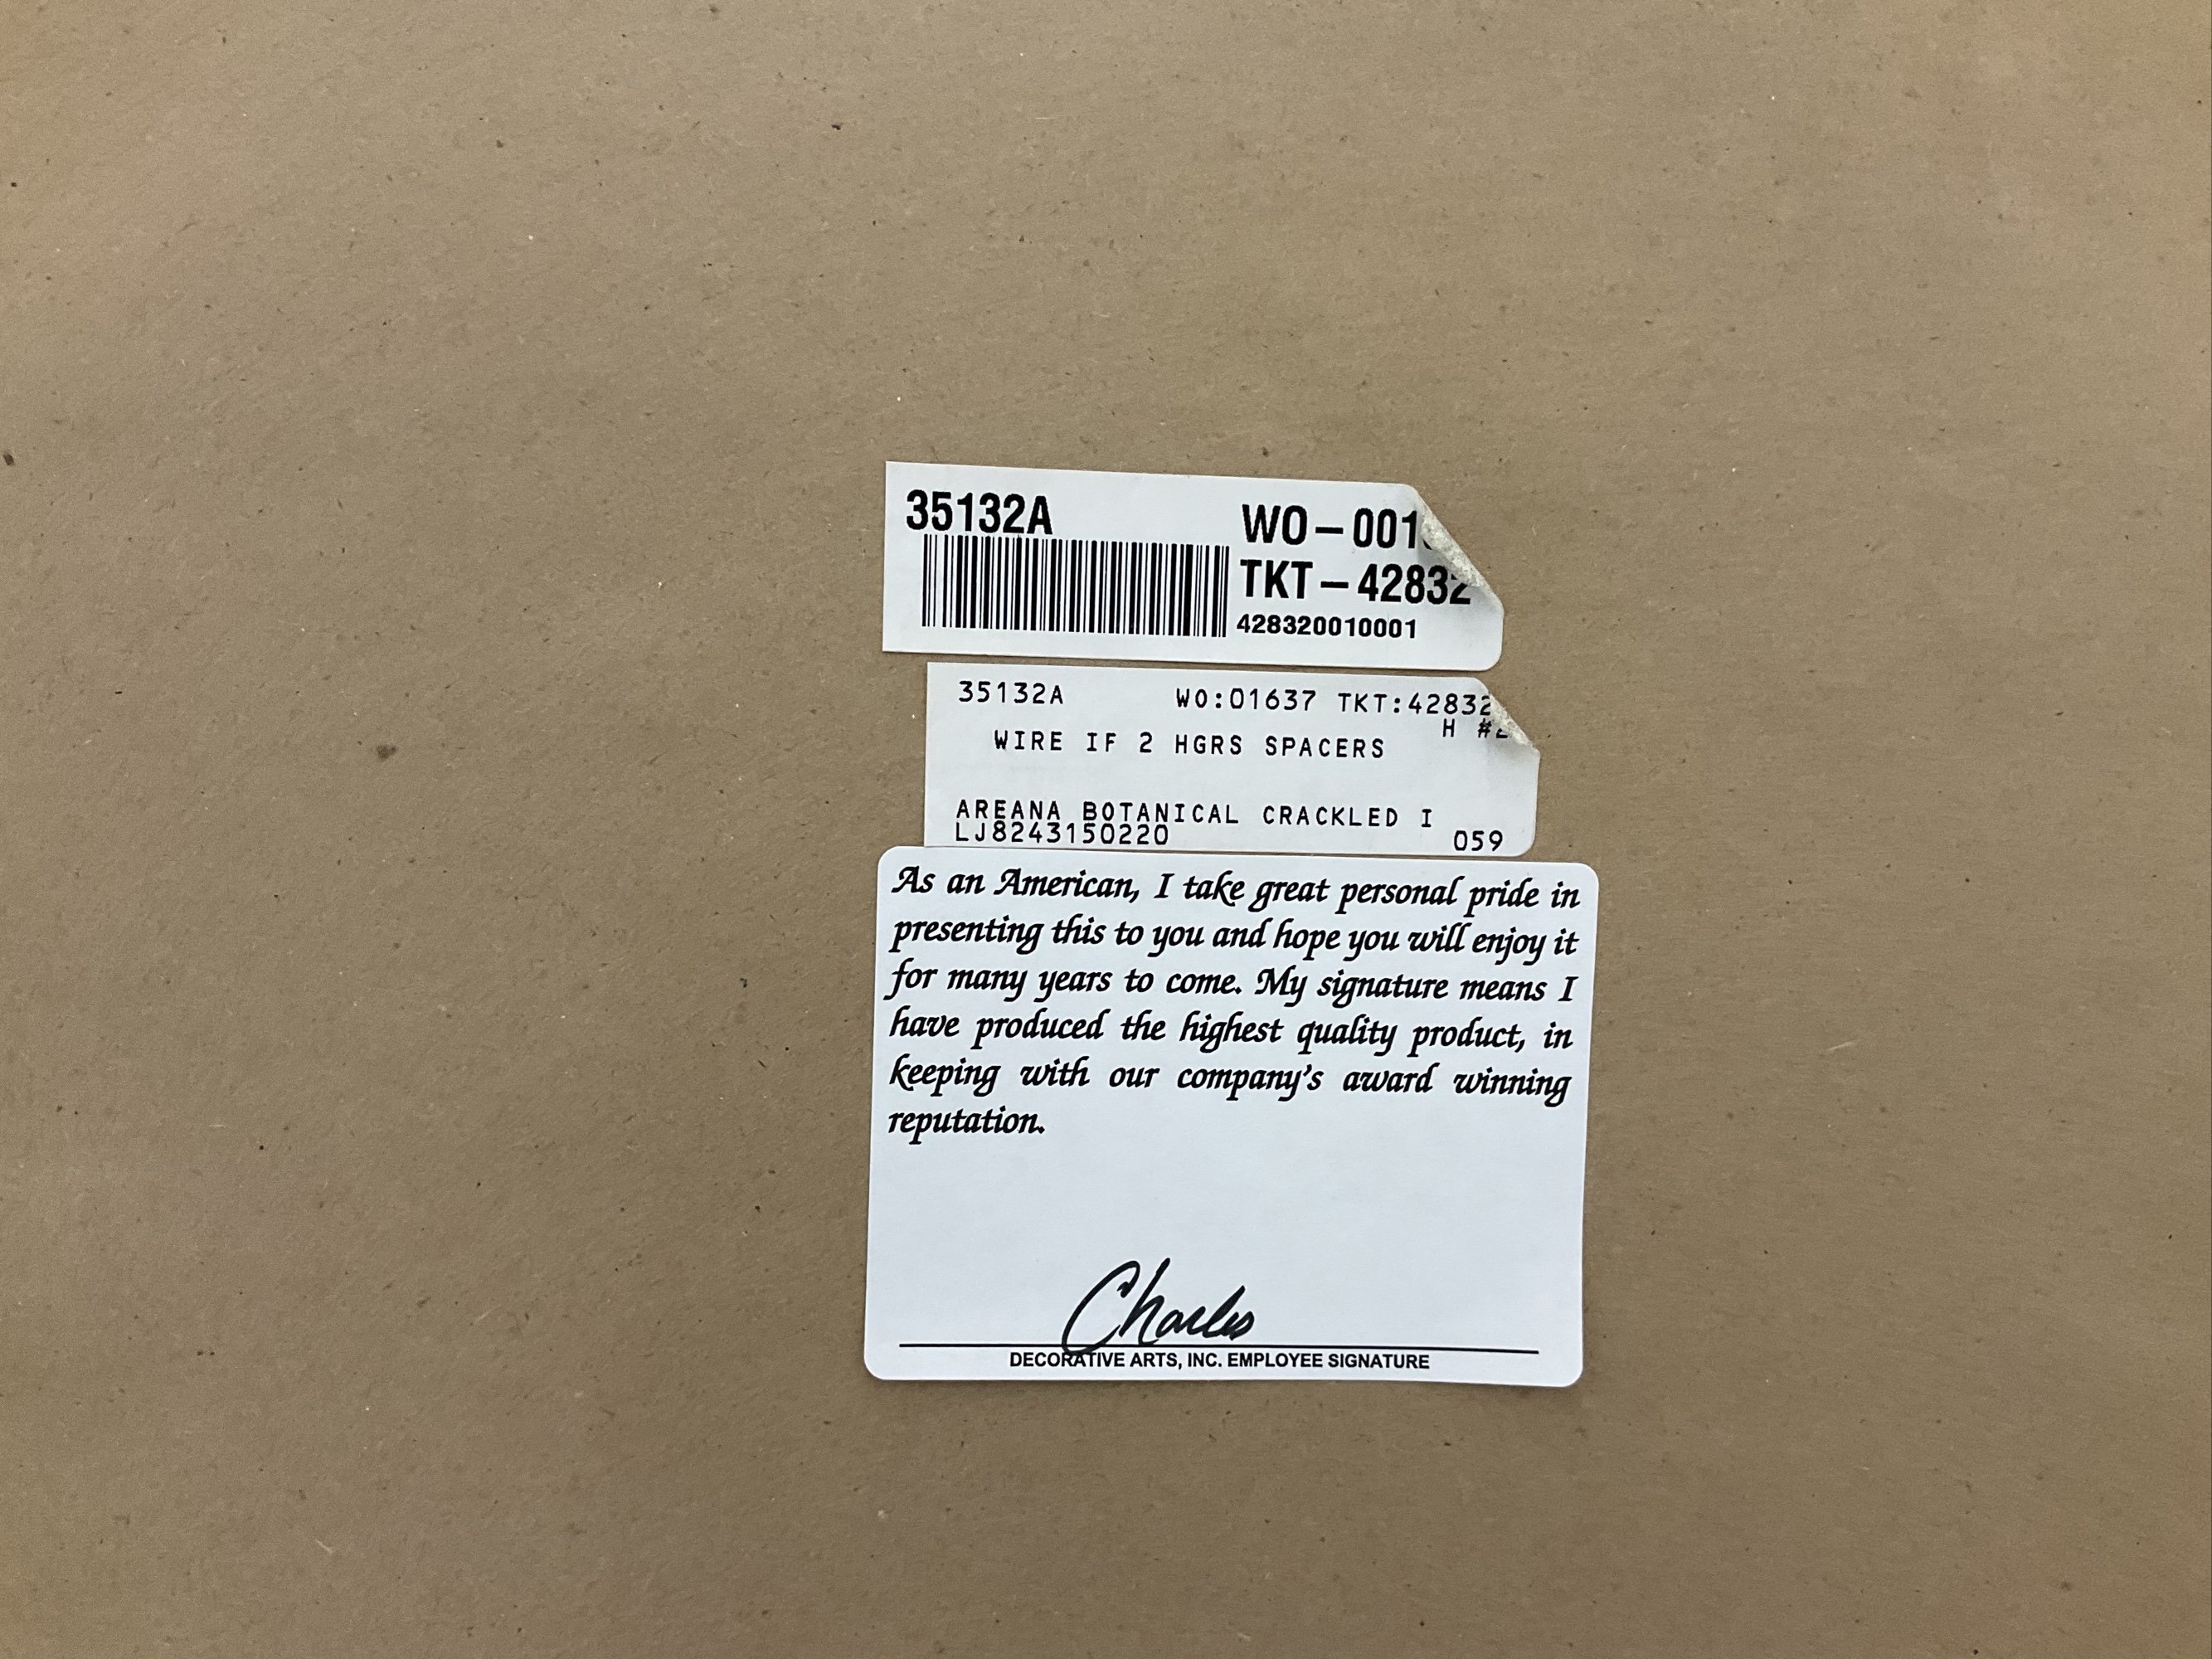 35132A
WO-001
TKT-42832
428320010001
35132A WO:01637 TKT:42832
H
WIRE IF 2 HGRS SPACERS
AREANA BOTANICAL CRACKLED I
LJ8243150220 059
As an American, I take great personal pride in
presenting this to you and hope you will enjoy it
for many years to come. My signature means I
have produced the highest quality product, in
keeping with our company's award winning
reputation.
Charles
DECORATIVE ARTS, INC. EMPLOYEE SIGNATURE